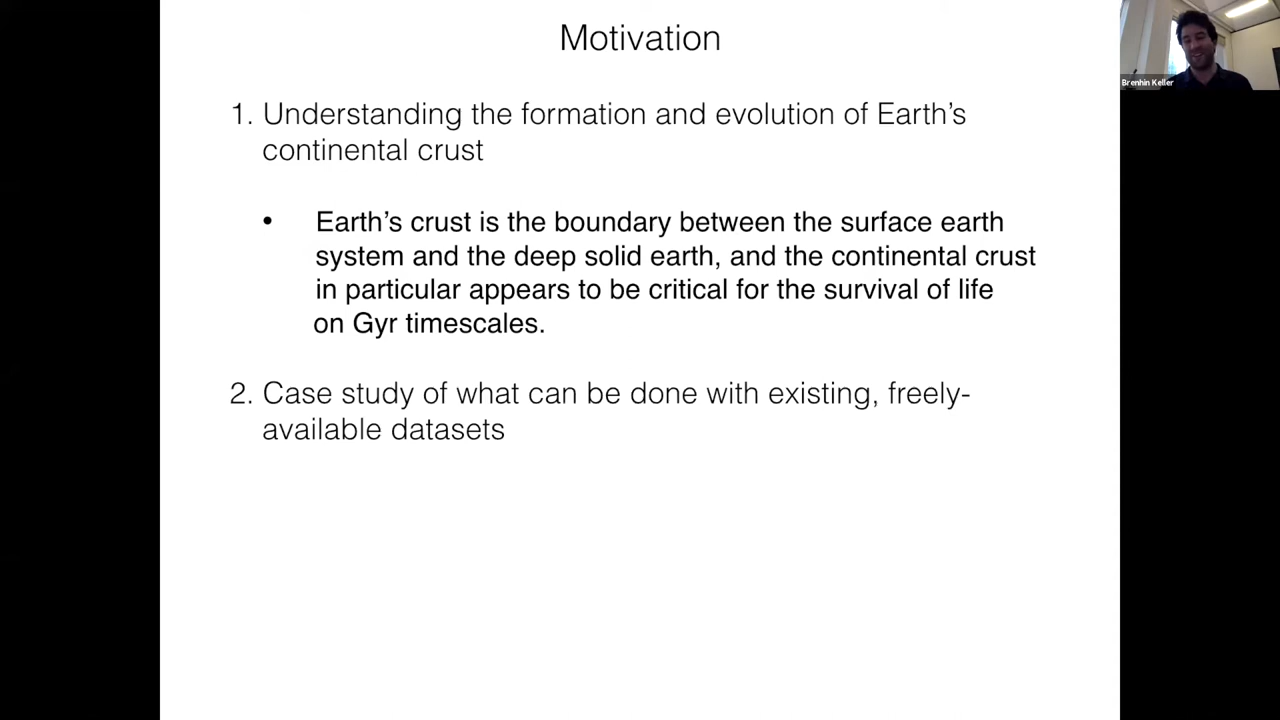 Motivation
Brenhin Keller
1. Understanding the formation and evolution of Earth’s
continental crust
• Earth’s crust is the boundary between the surface earth
system and the deep solid earth, and the continental crust
in particular appears to be critical for the survival of life
on Gyr timescales.
2. Case study of what can be done with existing, freely-
available datasets